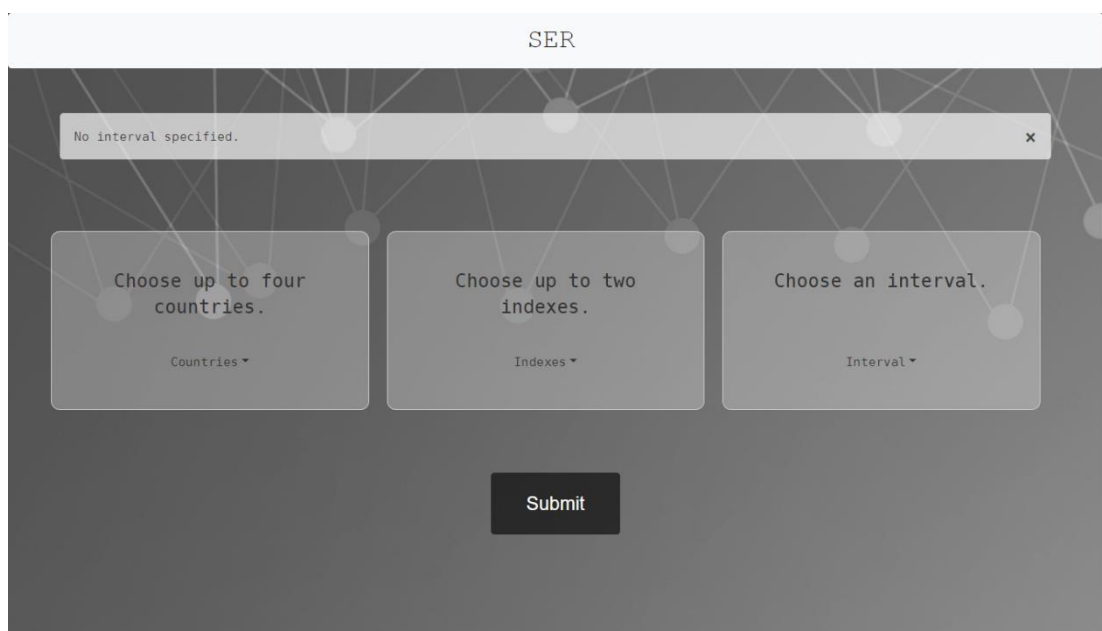 SER
No interval specified.
×
Choose up to four
countries.
Countries
Choose up to two
indexes.
Indexes
Choose an interval.
Interval
Submit